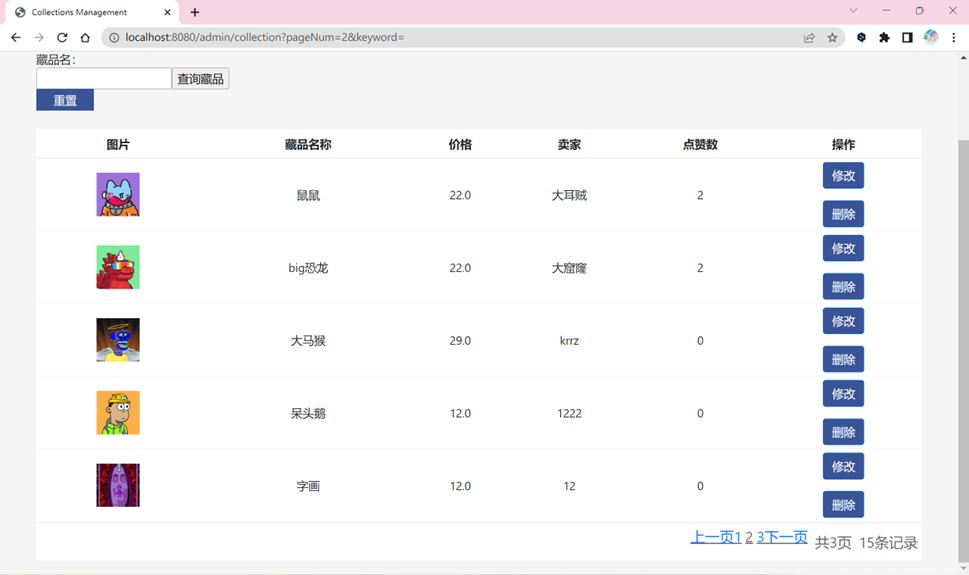 Collections Management
localhost:8080/admin/collection?pageNum=2&keyword=
藏品名：
查询藏品
重置
图片 藏品名称 价格 卖家 点赞数 操作
鼠鼠 22.0 大耳贼 2 修改
删除
big恐龙 22.0 大窟窿 2 修改
删除
大马猴 29.0 krrz 0 修改
删除
呆头鹅 12.0 1222 0 修改
删除
字画 12.0 12 0 修改
删除
上一页1 2 3下一页 共3页 15条记录